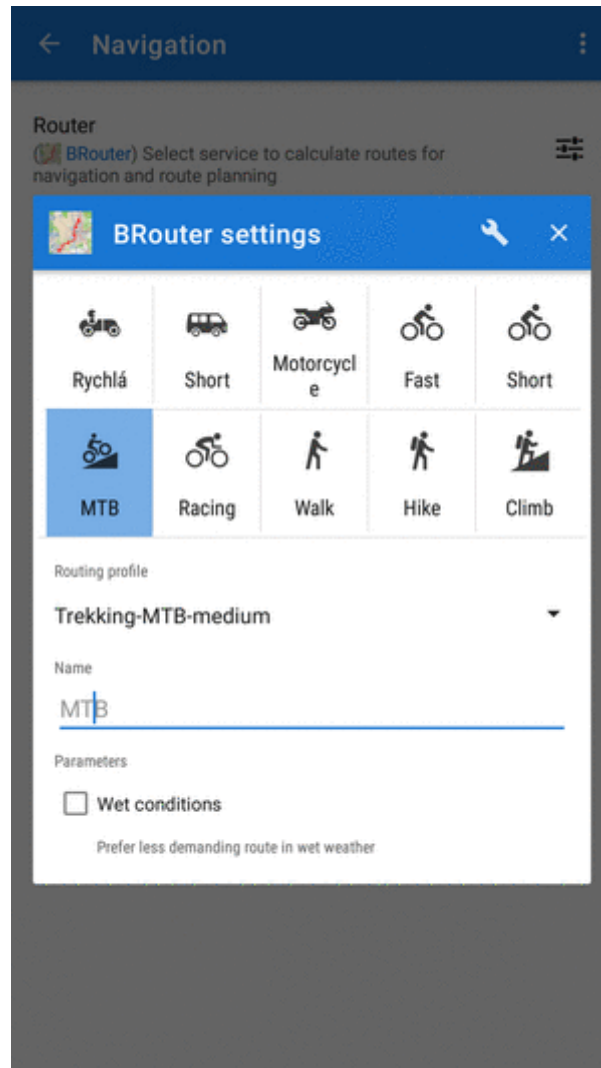 Navigation
Router
(BRouter) Select service to calculate routes for
navigation and route planning
BRouter settings
Rychlá
Short
Motorcycl
e
Fast
Short
MTB
Racing
Walk
Hike
Climb
Routing profile
Trekking-MTB-medium
Name
MTB
Parameters
Wet conditions
Prefer less demanding route in wet weather